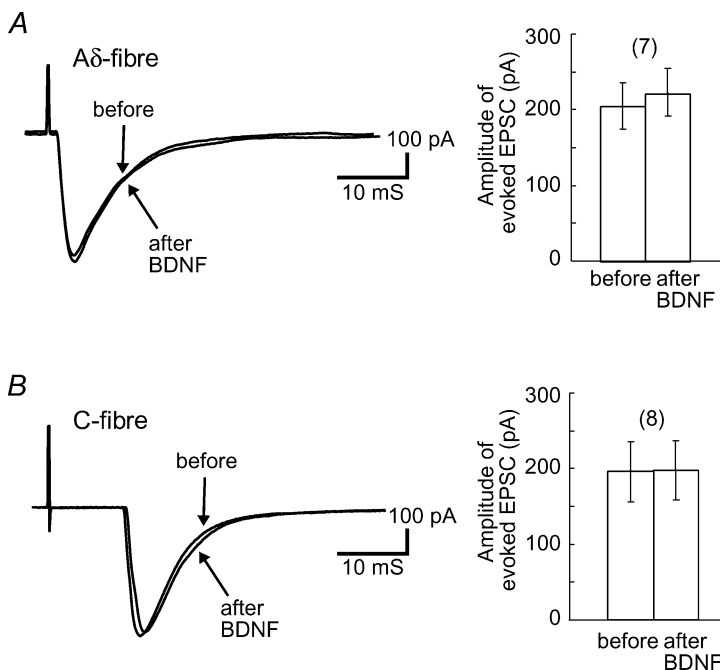 A
Aδ-fibre
before
after
BDNF
100 pA
10 mS
Amplitude of
evoked EPSC (pA)
300
200
100
0
(7)
before after
BDNF
B
C-fibre
before
after
BDNF
100 pA
10 mS
Amplitude of
evoked EPSC (pA)
300
200
100
0
(8)
before after
BDNF